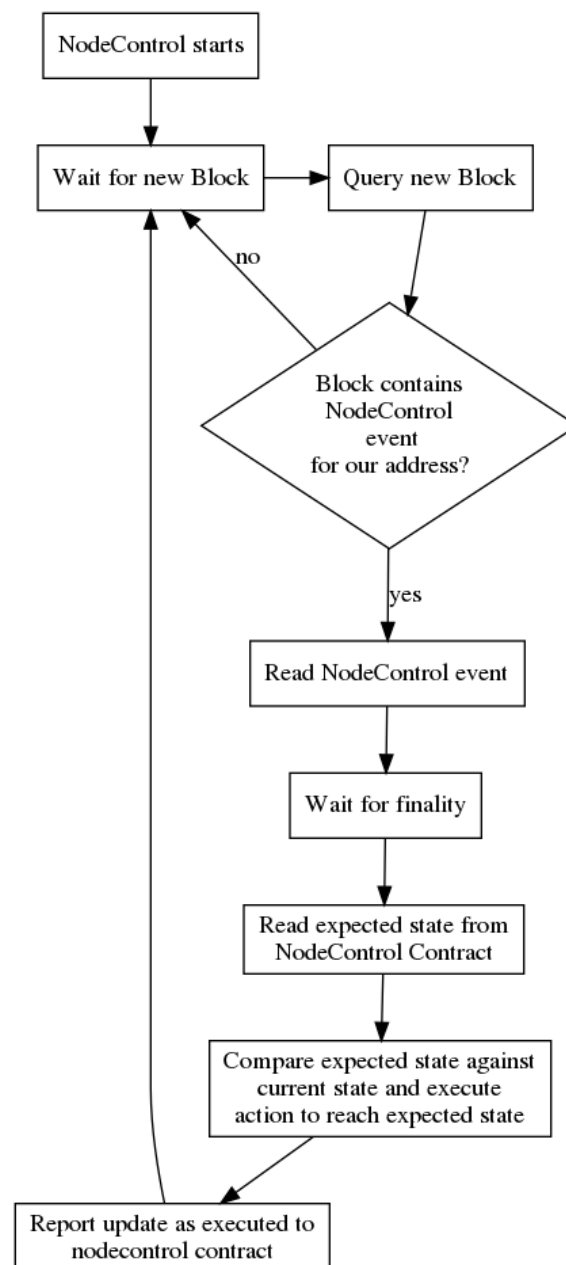 NodeControl starts
Wait for new Block
Query new Block
no
Block contains
NodeControl
event
for our address?
yes
Read NodeControl event
Wait for finality
Read expected state from
NodeControl Contract
Compare expected state against
current state and execute
action to reach expected state
Report update as executed to
nodecontrol contract